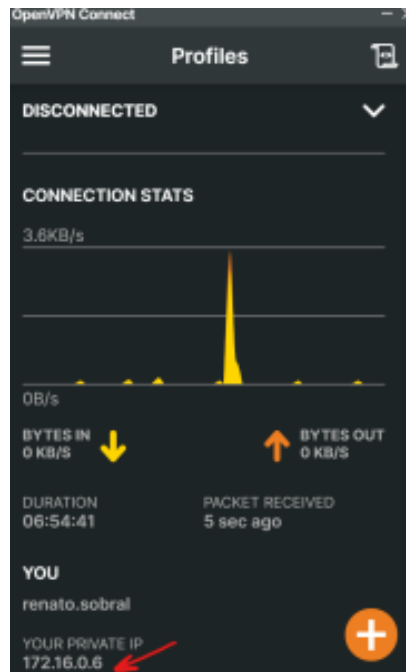 OpenVPN Connect
Profiles
DISCONNECTED
CONNECTION STATS
3.6KB/s
0B/s
BYTES IN
0 KB/S
BYTES OUT
0 KB/S
DURATION
06:54:41
PACKET RECEIVED
5 sec ago
YOU
renato.sobral
YOUR PRIVATE IP
172.16.0.6